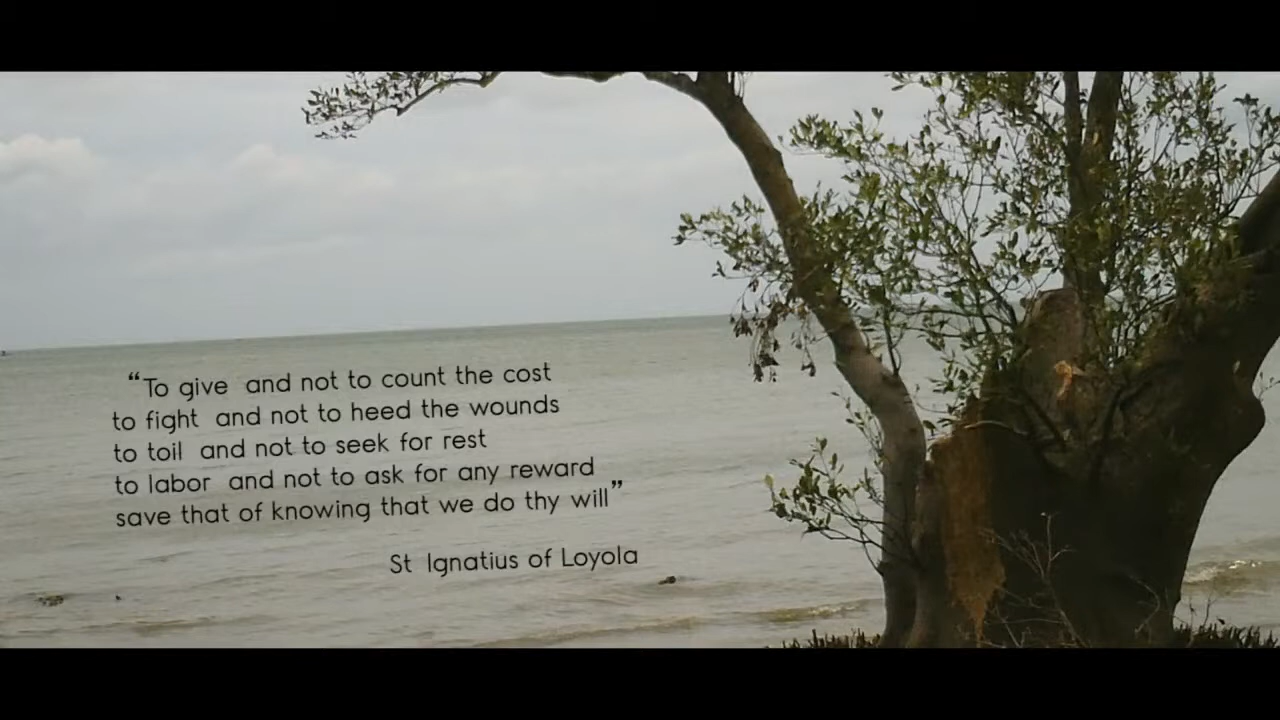 “To give and not to count the cost
to fight and not to heed the wounds
to toil and not to seek for rest
to labor and not to ask for any reward
save that of knowing that we do thy will”
St Ignatius of Loyola